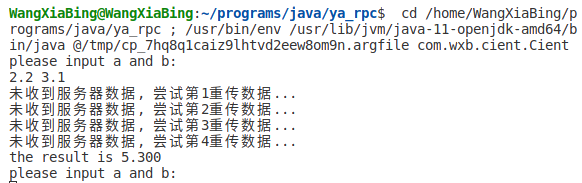 WangXiaBing@WangXiaBing:~/programs/java/ya_rpc$  cd /home/WangXiaBing/p
rograms/java/ya_rpc ; /usr/bin/env /usr/lib/jvm/java-11-openjdk-amd64/b
in/java @/tmp/cp_7hq8q1caiz9lhtvd2eew8om9n.argfile com.wxb.cient.Cient
please input a and b:
2.2 3.1
未收到服务器数据, 尝试第1重传数据...
未收到服务器数据, 尝试第2重传数据...
未收到服务器数据, 尝试第3重传数据...
未收到服务器数据, 尝试第4重传数据...
the result is 5.300
please input a and b: